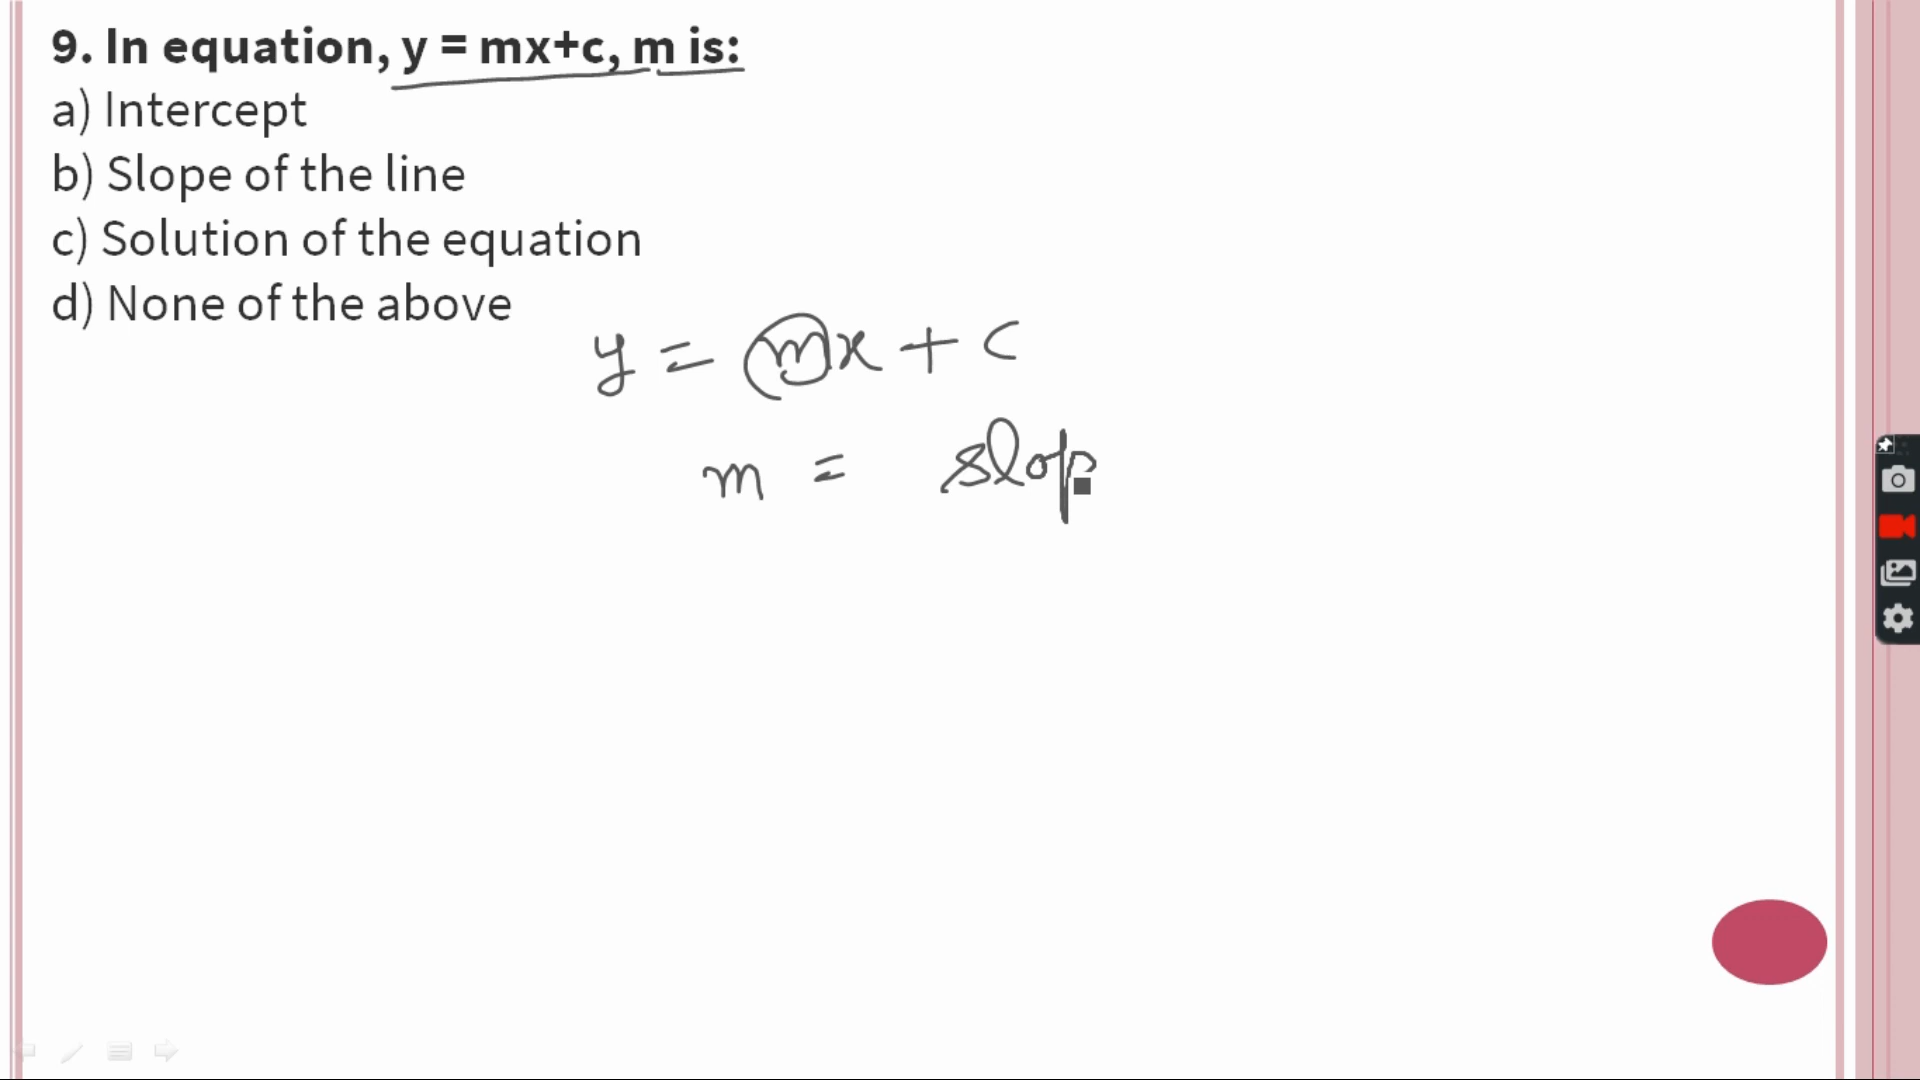 9. In equation, y = mx+c, m is:
a) Intercept
b) Slope of the line
c) Solution of the equation
d) None of the above
y = mx + c
m = slop